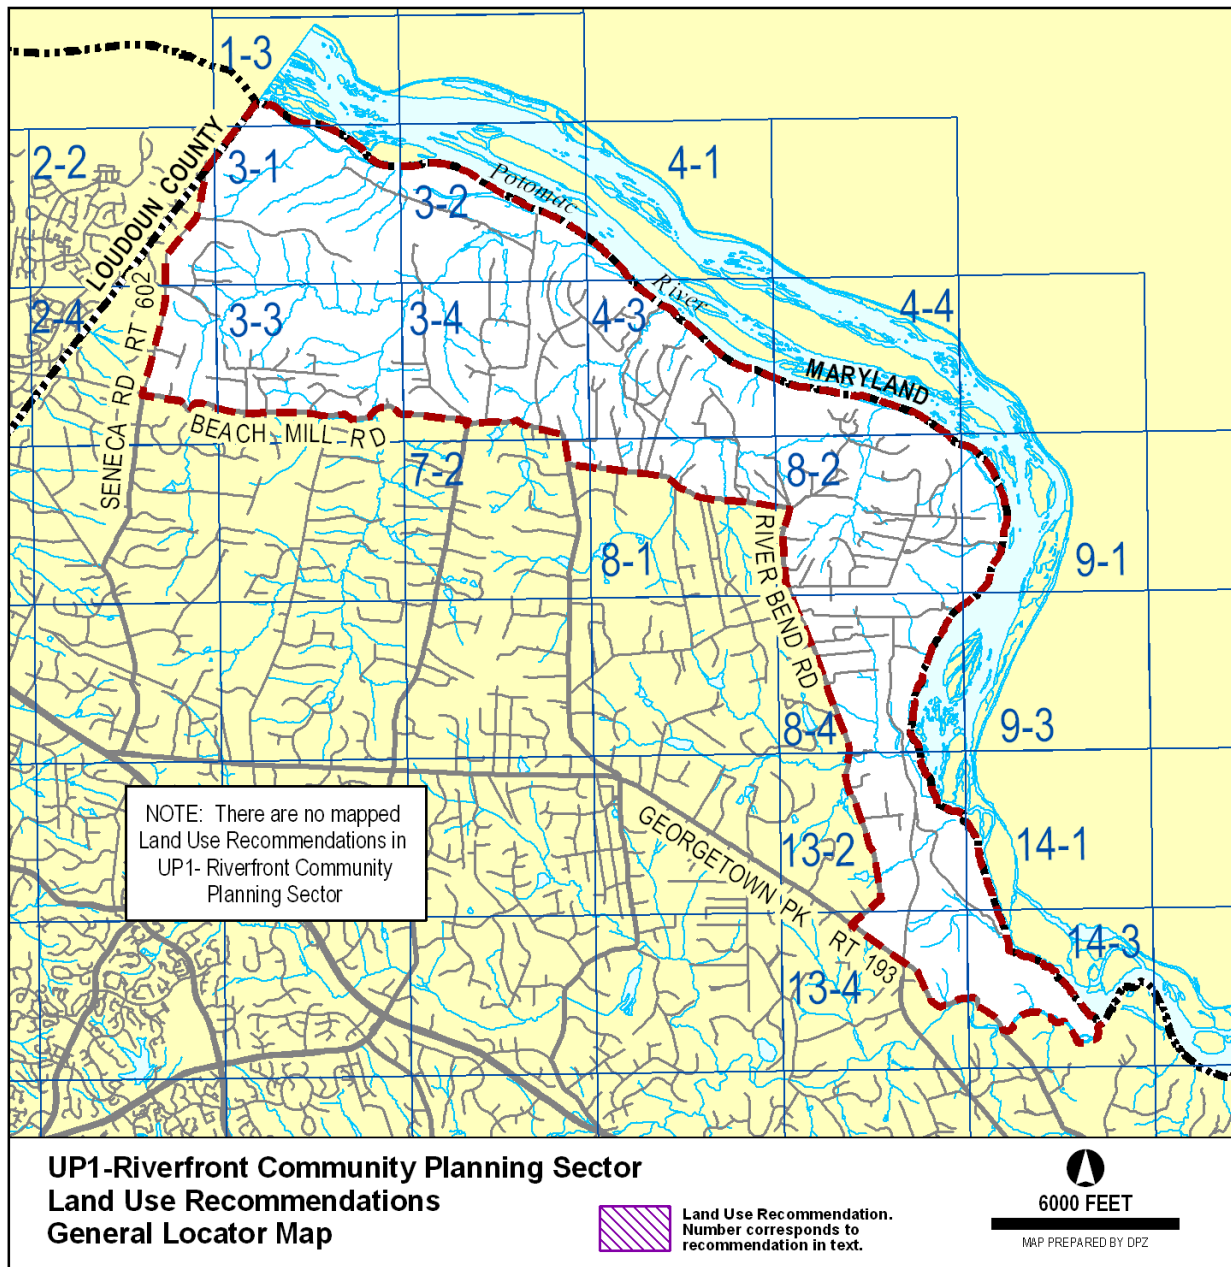 1-3
2-2
LOUDOUN COUNTY
3-1
3-2
Potomac
4-1
2-4
RT 602
3-3
3-4
4-3
River
4-4
MARYLAND
SENECA RD
BEACH MILL RD
7-2
8-2
8-1
RIVER BEND RD
9-1
8-4
9-3
NOTE: There are no mapped
Land Use Recommendations in
UP1- Riverfront Community
Planning Sector
GEORGETOWN PK
RT 193
13-2
14-1
13-4
14-3
UP1-Riverfront Community Planning Sector
Land Use Recommendations
General Locator Map
Land Use Recommendation.
Number corresponds to
recommendation in text.
6000 FEET
MAP PREPARED BY DPZ